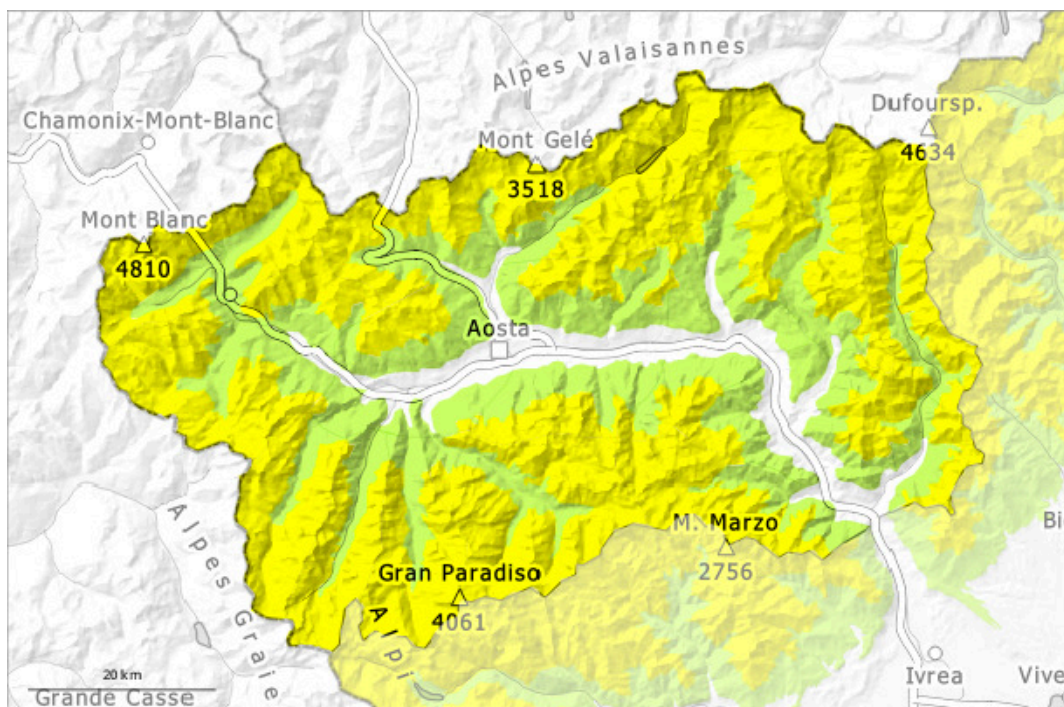 Alpes Valaisannes
Dufoursp.
4634
Chamonix-Mont-Blanc
Mont Gelé
3518
Mont Blanc
4810
Aosta
M. Marzo
2756
Bi
Alpes Graie
Gran Paradiso
4061
Alpi
20 km
Grande Casse
Ivrea
Vive